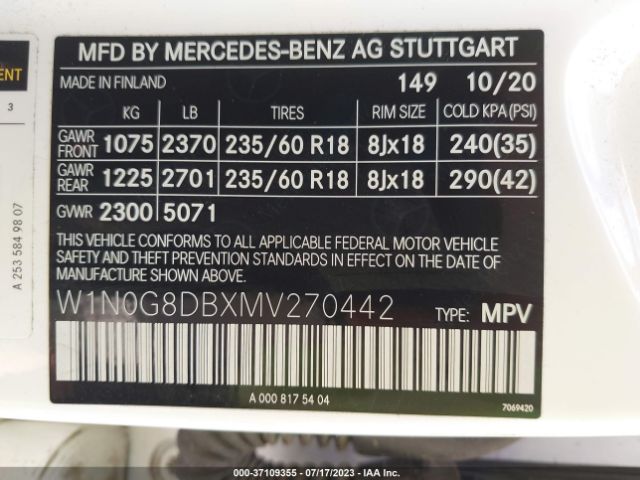 MFD BY MERCEDES-BENZ AG STUTTGART
MADE IN FINLAND 149 10/20
KG LB TIRES RIM SIZE COLD KPA(PSI)
GAWR FRONT 1075 2370 235/60 R18 8Jx18 240(35)
GAWR REAR 1225 2701 235/60 R18 8Jx18 290(42)
GVWR 2300 5071
THIS VEHICLE CONFORMS TO ALL APPLICABLE FEDERAL MOTOR VEHICLE
SAFETY AND THEFT PREVENTION STANDARDS IN EFFECT ON THE DATE OF
MANUFACTURE SHOWN ABOVE.
W1N0G8DBXMV270442 TYPE: MPV
A 000 817 54 04
7069420
3
A 253 584 98 07
000-37109355 | 07/17/2023 | IAA Inc.